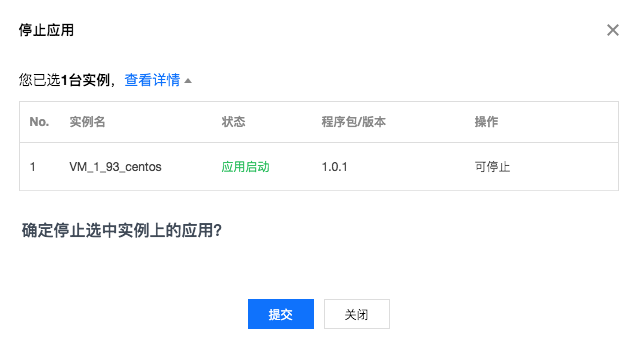 停止应用
您已选1台实例，查看详情
No. 实例名 状态 程序包/版本 操作
1 VM_1_93_centos 应用启动 1.0.1 可停止
确定停止选中实例上的应用？
提交 关闭